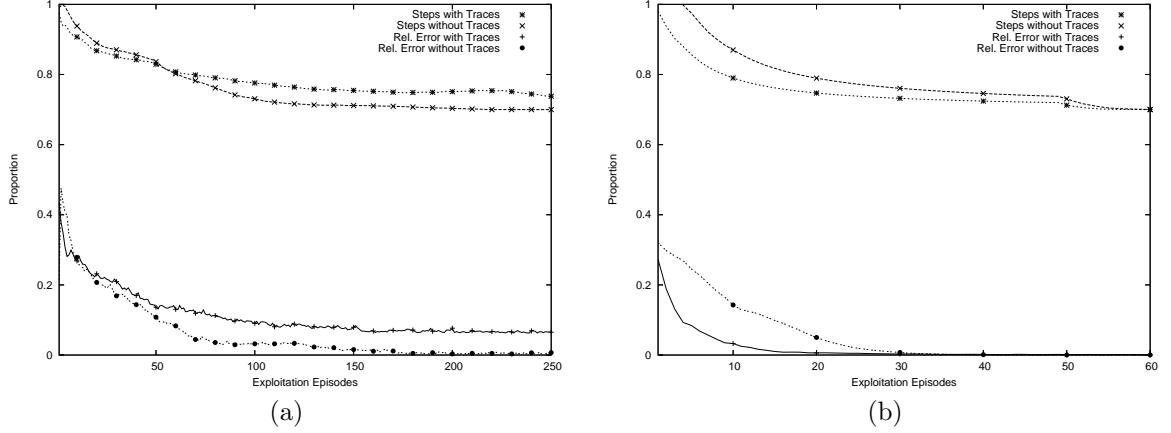 1
0.8
0.6
0.4
0.2
0
Proportion
50
100
150
200
250
Exploitation Episodes
Steps with Traces
Steps without Traces
Rel. Error with Traces
Rel. Error without Traces
(a)
1
0.8
0.6
0.4
0.2
0
Proportion
10
20
30
40
50
60
Exploitation Episodes
Steps with Traces
Steps without Traces
Rel. Error with Traces
Rel. Error without Traces
(b)